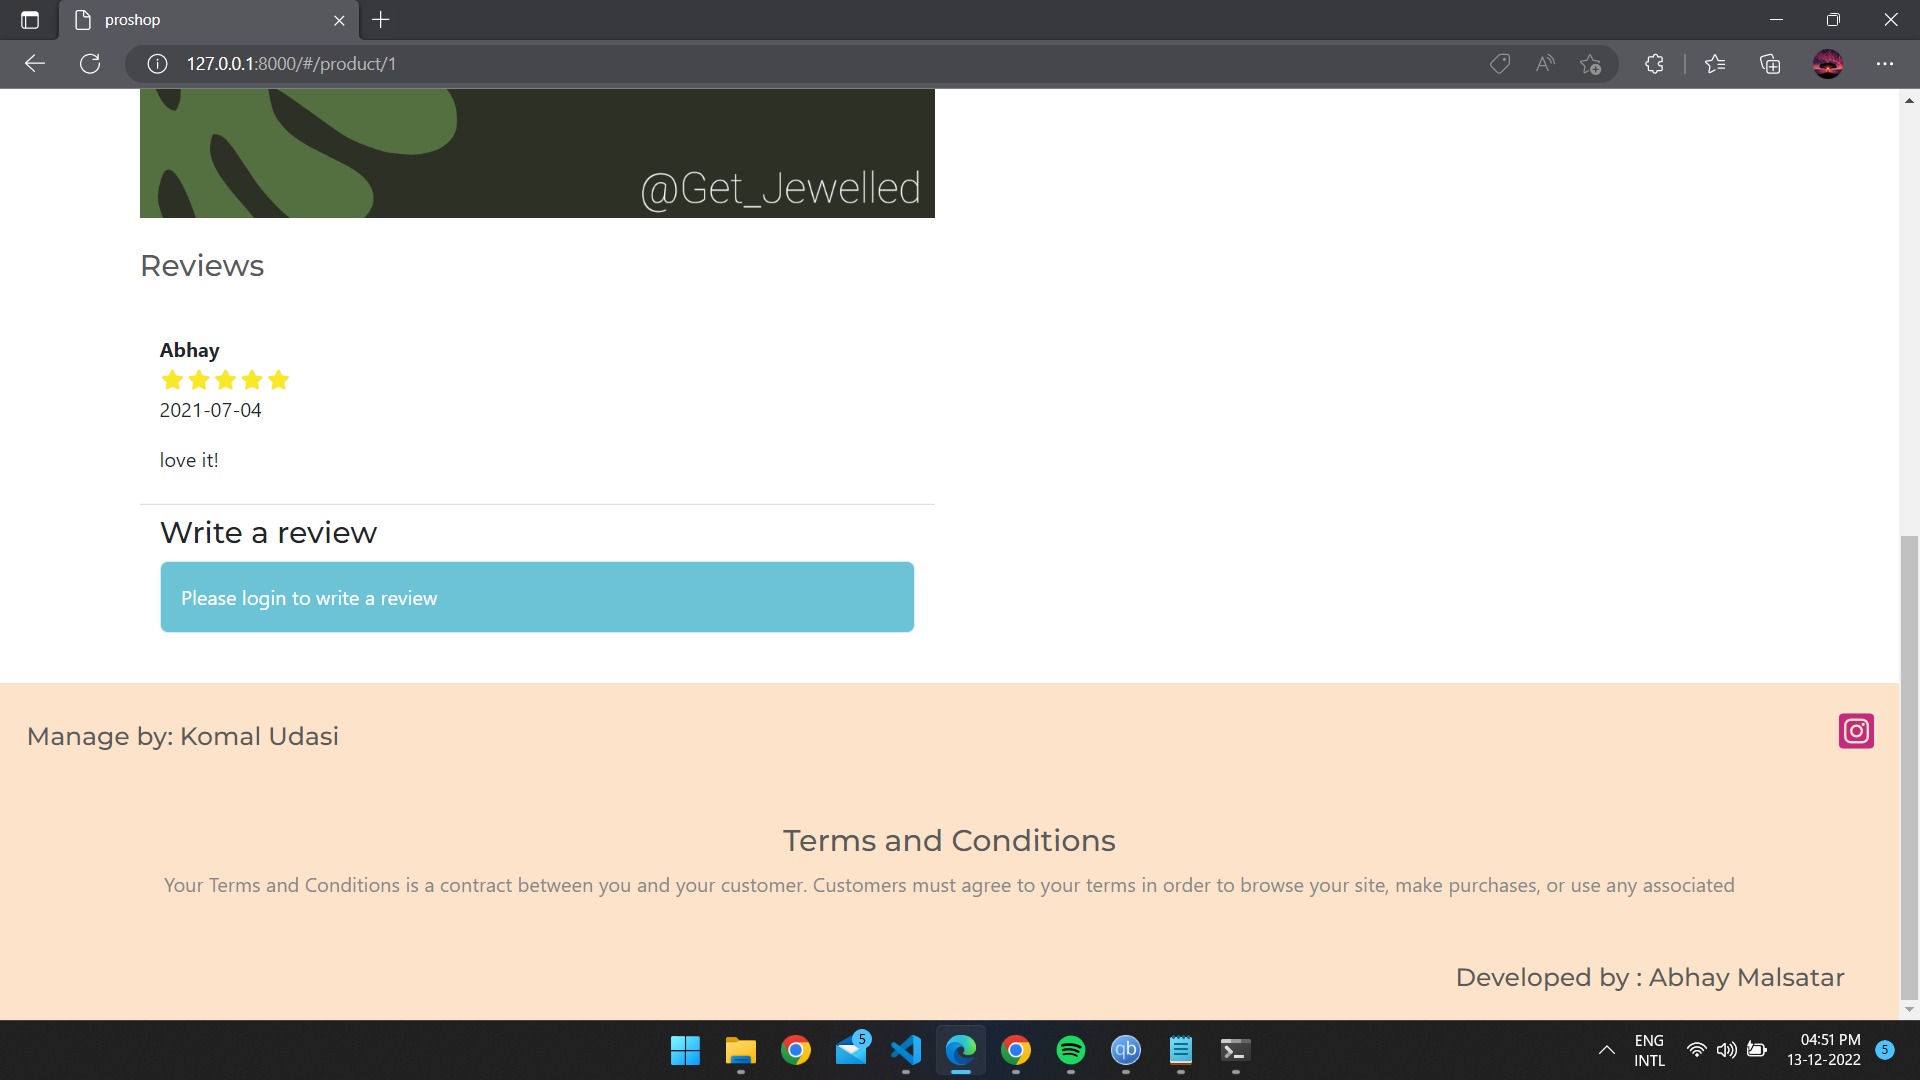 proshop
127.0.0.1:8000/#/product/1
@Get_Jewelled
Reviews
Abhay
2021-07-04
love it!
Write a review
Please login to write a review
Manage by: Komal Udasi
Terms and Conditions
Your Terms and Conditions is a contract between you and your customer. Customers must agree to your terms in order to browse your site, make purchases, or use any associated
Developed by : Abhay Malsatar
5
qb
ENG
INTL
04:51 PM
13-12-2022
5